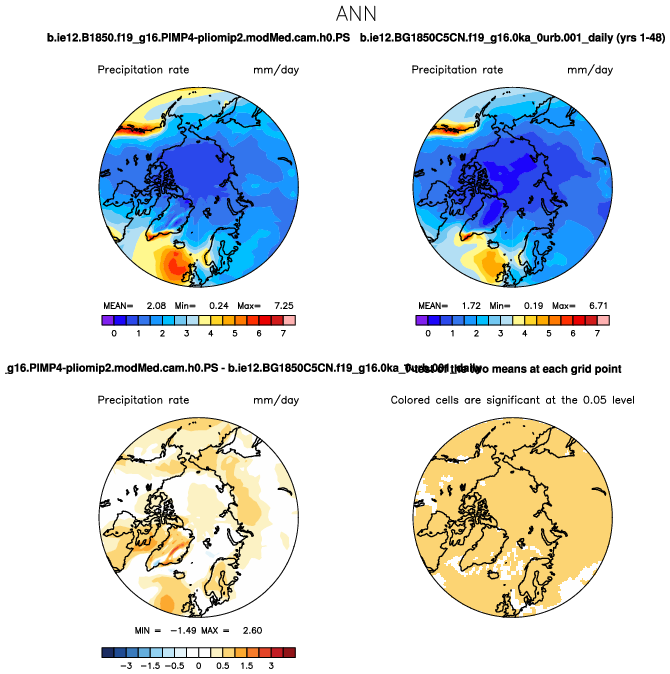 ANN
b.ie12.B1850.f19_g16.PIMP4-pliomip2.modMed.cam.h0.PS b.ie12.BG1850C5CN.f19_g16.0ka_0urb.001_daily (yrs 1-48)
Precipitation rate mm/day Precipitation rate mm/day
MEAN= 2.08 Min= 0.24 Max= 7.25 MEAN= 1.72 Min= 0.19 Max= 6.71
0 1 2 3 4 5 6 7 0 1 2 3 4 5 6 7
_g16.PIMP4-pliomip2.modMed.cam.h0.PS - b.ie12.BG1850C5CN.f19_g16.0ka_0urb.001_daily of the two means at each grid point
Precipitation rate mm/day Colored cells are significant at the 0.05 level
MIN = -1.49 MAX = 2.60
-3 -1.5 -0.5 0 0.5 1.5 3